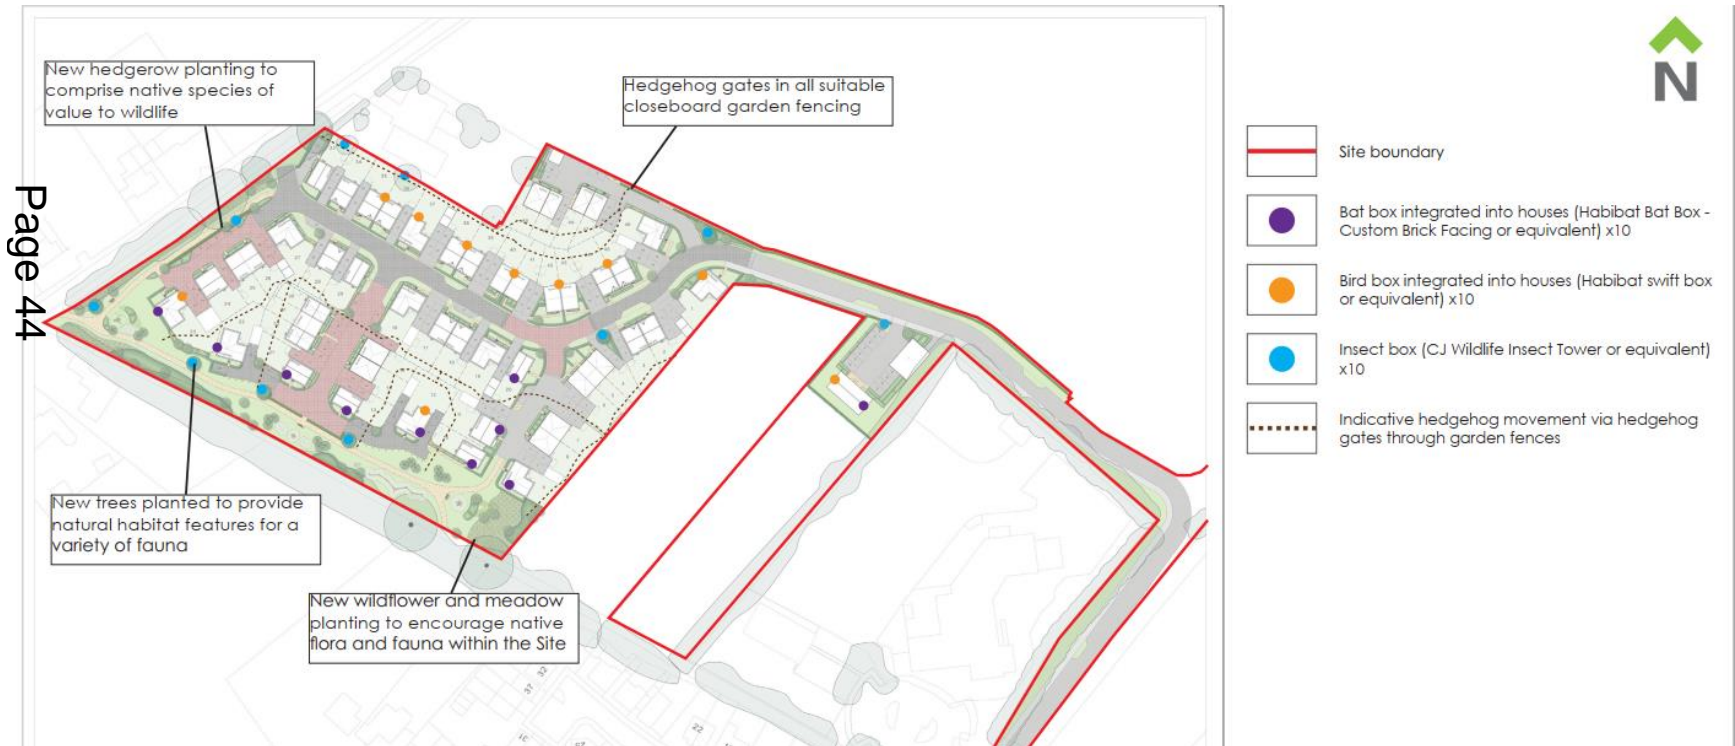 New hedgerow planting to
comprise native species of
value to wildlife
Hedgehog gates in all suitable
closeboard garden fencing
N
Site boundary
Bat box integrated into houses (Habibat Bat Box -
Custom Brick Facing or equivalent) x10
Bird box integrated into houses (Habibat swift box
or equivalent) x10
Insect box (CJ Wildlife Insect Tower or equivalent)
x10
Indicative hedgehog movement via hedgehog
gates through garden fences
Page 44
New trees planted to provide
natural habitat features for a
variety of fauna
New wildflower and meadow
planting to encourage native
flora and fauna within the Site
37
32
22